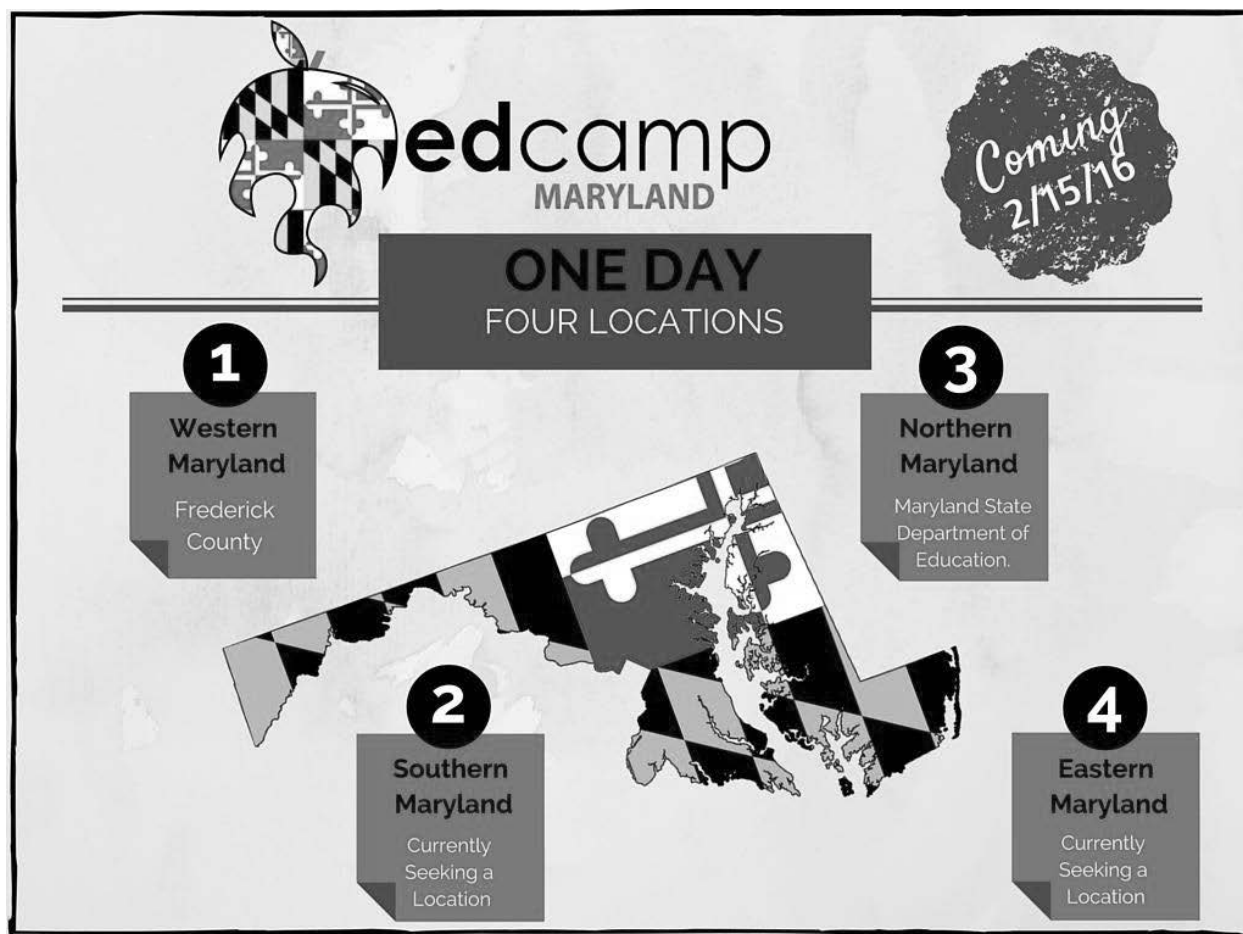 edcamp
MARYLAND
Coming
2/15/16
ONE DAY
FOUR LOCATIONS
1
Western
Maryland
Frederick
County
2
Southern
Maryland
Currently
Seeking a
Location
3
Northern
Maryland
Maryland State
Department of
Education.
4
Eastern
Maryland
Currently
Seeking a
Location